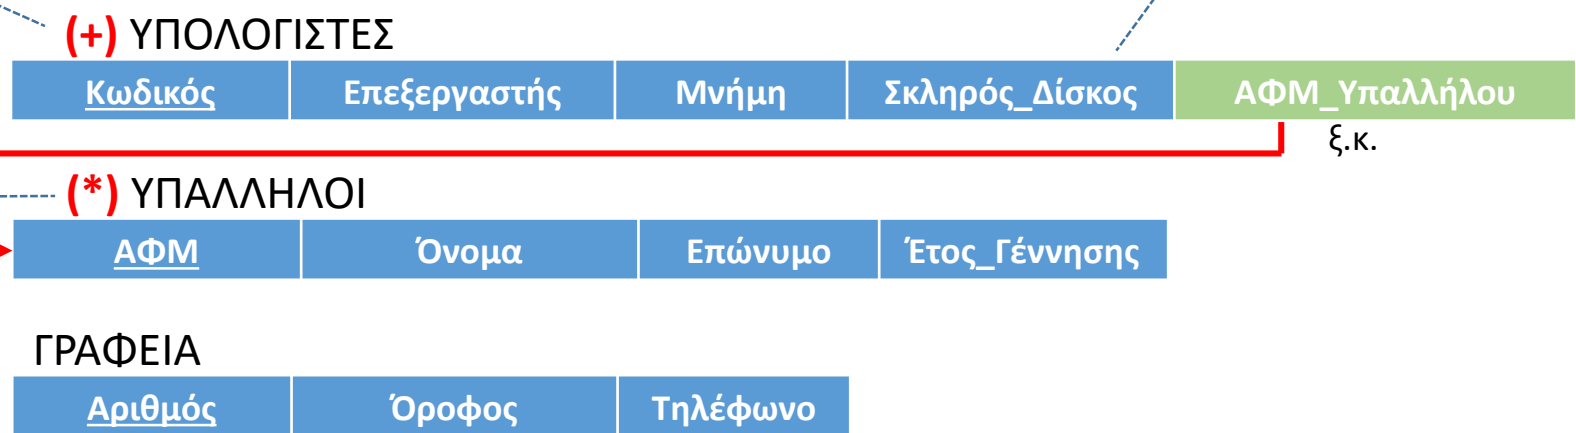 (+) ΥΠΟΛΟΓΙΣΤΕΣ
Κωδικός Επεξεργαστής Μνήμη Σκληρός_Δίσκος ΑΦΜ_Υπαλλήλου
ξ.κ.
(*) ΥΠΑΛΛΗΛΟΙ
ΑΦΜ Όνομα Επώνυμο Έτος_Γέννησης
ΓΡΑΦΕΙΑ
Αριθμός Όροφος Τηλέφωνο